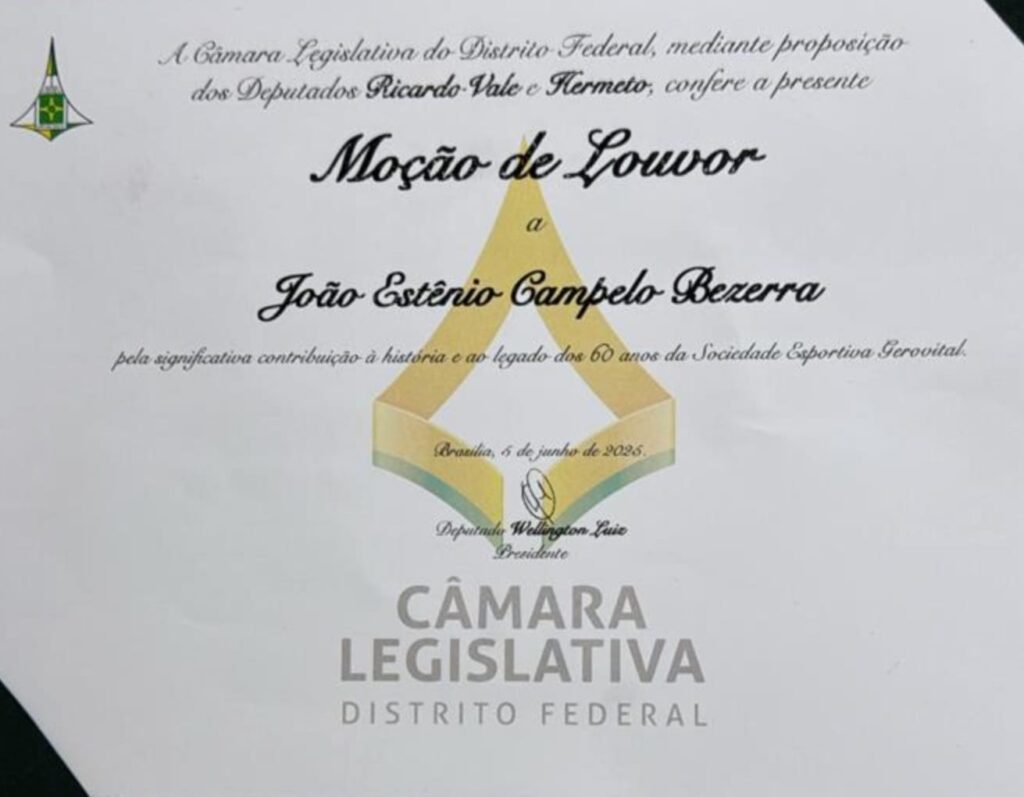 A Câmara Legislativa do Distrito Federal, mediante proposição
dos Deputados Ricardo Vale e Hermeto, confere a presente
Moção de Louvor
a
João Estênio Campelo Bezerra
pela significativa contribuição à história e ao legado dos 60 anos da Sociedade Esportiva Gerovital.
Brasília, 5 de junho de 2025.
Deputado Wellington Luiz
Presidente
CÂMARA
LEGISLATIVA
DISTRITO FEDERAL